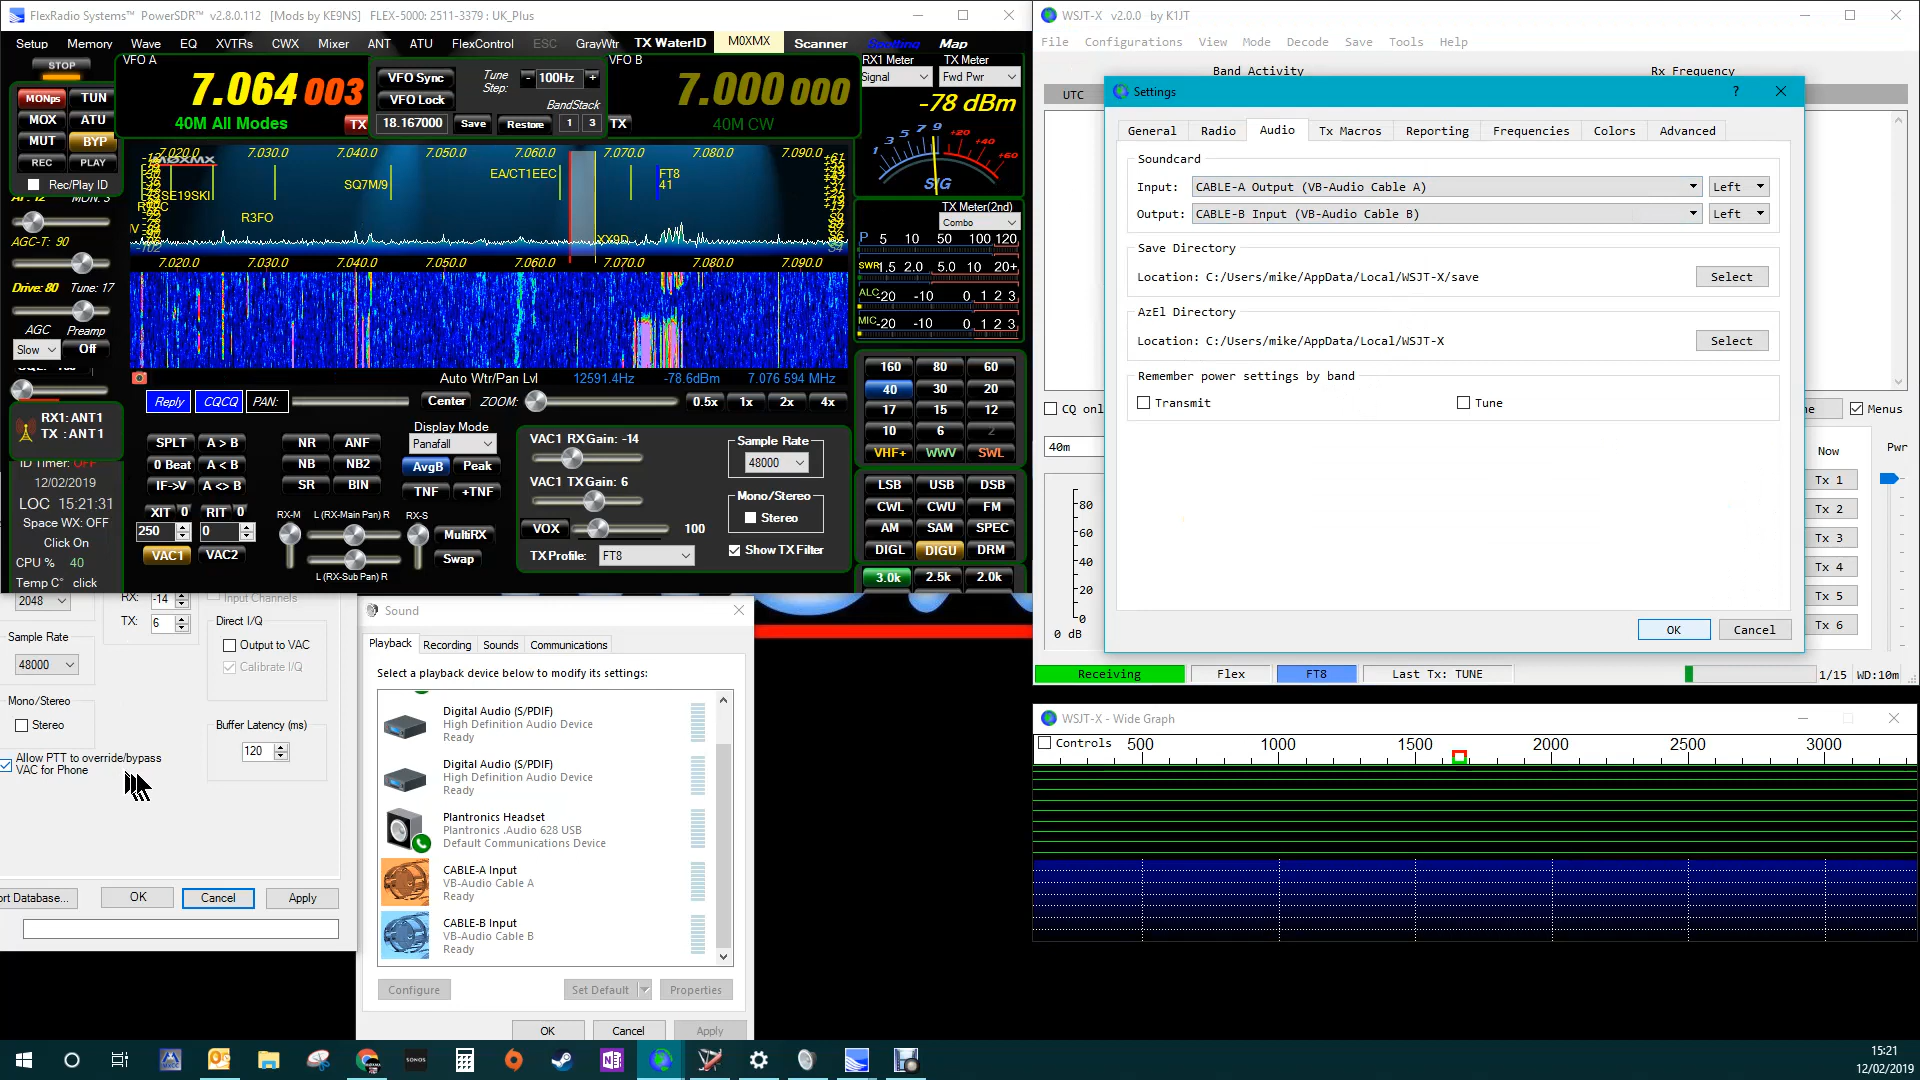 FlexRadio Systems™ PowerSDR™ v2.8.0.112 [Mods by KE9NS] FLEX-5000: 2511-3379 : UK_Plus
Setup Memory Wave EQ XVTRs CWX Mixer ANT ATU FlexControl ESC GrayWtr TX WaterID M0XMX Scanner Spotting Map
STOP
MONps TUN
MOX ATU
MUT BYP
REC PLAY
Rec/Play ID
AGC-T: 90
Drive: 80 Tune: 17
AGC Preamp
Slow Off
RX1: ANT1
TX : ANT1
ID Timer: OFF
12/02/2019
LOC 15:21:31
Space WX: OFF
Click On
CPU % 40
Temp C° click
VFO A
7.064 003
40M All Modes
TX
VFO Sync
VFO Lock
Tune Step: - 100Hz +
BandStack
18.167000 Save Restore 1 3
VFO B
7.000 000
TX 40M CW
RX1 Meter TX Meter
Signal Fwd Pwr
-78 dBm
1 3 5 7 9 +20 +40 +60
SIG
TX Meter(2nd)
Combo
P 5 10 50 100 120
SWR 1.5 2.0 5.0 10 20+
ALC -20 -10 0 1 2 3
MIC -20 -10 0 1 2 3
7.020.0 7.030.0 7.040.0 7.050.0 7.060.0 7.070.0 7.080.0 7.090.0
M0XMX
SE19SKI
R3FO
SQ7M/9
EA/CT1EEC
FT8
41
7.020.0 7.030.0 7.040.0 7.050.0 7.060.0 7.070.0 7.080.0 7.090.0
Auto Wtr/Pan Lvl 12591.4Hz -78.6dBm 7.076 594 MHz
Reply CQCQ PAN: Center ZOOM: 0.5x 1x 2x 4x
SPLT A > B
0 Beat A < B
IF->V A <> B
XIT 0 RIT 0
250 0
VAC1 VAC2
NR ANF
NB NB2
SR BIN
Display Mode
Panafall
AvgB Peak
TNF +TNF
RX-M L (RX-Main Pan) R RX-S
MultiRX
Swap
L (RX-Sub Pan) R
VAC1 RX Gain: -14
VAC1 TX Gain: 6
VOX 100
TX Profile: FT8
Sample Rate
48000
Mono/Stereo
Stereo
Show TX Filter
160 80 60
40 30 20
17 15 12
10 6 2
VHF+ WWV SWL
LSB USB DSB
CWL CWU FM
AM SAM SPEC
DIGL DIGU DRM
3.0k 2.5k 2.0k
2048
RX: -14
TX: 6
Input Channels
Sample Rate
48000
Direct I/Q
Output to VAC
Calibrate I/Q
Mono/Stereo
Stereo
Buffer Latency (ms)
120
Allow PTT to override/bypass
VAC for Phone
ort Database... OK Cancel Apply
Sound
Playback Recording Sounds Communications
Select a playback device below to modify its settings:
Digital Audio (S/PDIF)
High Definition Audio Device
Ready
Digital Audio (S/PDIF)
High Definition Audio Device
Ready
Plantronics Headset
Plantronics .Audio 628 USB
Default Communications Device
CABLE-A Input
VB-Audio Cable A
Ready
CABLE-B Input
VB-Audio Cable B
Ready
Configure Set Default Properties
OK Cancel Apply
WSJT-X v2.0.0 by K1JT
File Configurations View Mode Decode Save Tools Help
Band Activity Rx Frequency
UTC
CQ onl
40m
80
60
40
20
0
0 dB
Menus
Now Pwr
Tx 1
Tx 2
Tx 3
Tx 4
Tx 5
Tx 6
Receiving Flex FT8 Last Tx: TUNE 1/15 WD:10m
Settings
?
General Radio Audio Tx Macros Reporting Frequencies Colors Advanced
Soundcard
Input: CABLE-A Output (VB-Audio Cable A) Left
Output: CABLE-B Input (VB-Audio Cable B) Left
Save Directory
Location: C:/Users/mike/AppData/Local/WSJT-X/save Select
AzEl Directory
Location: C:/Users/mike/AppData/Local/WSJT-X Select
Remember power settings by band
Transmit Tune
OK Cancel
WSJT-X - Wide Graph
Controls 500 1000 1500 2000 2500 3000
SONOS
15:21
12/02/2019